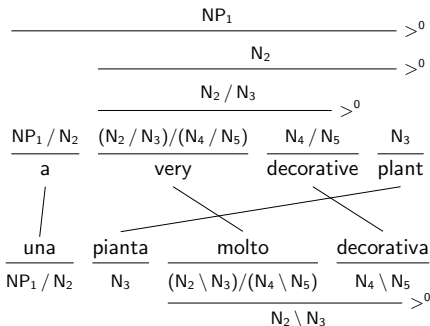 NP₁
>⁰
N₂
>⁰
N₂ / N₃
>⁰
NP₁ / N₂ (N₂ / N₃)/(N₄ / N₅) N₄ / N₅ N₃
a very decorative plant
una pianta molto decorativa
NP₁ / N₂ N₃ (N₂ \ N₃)/(N₄ \ N₅) N₄ \ N₅
>⁰
N₂ \ N₃